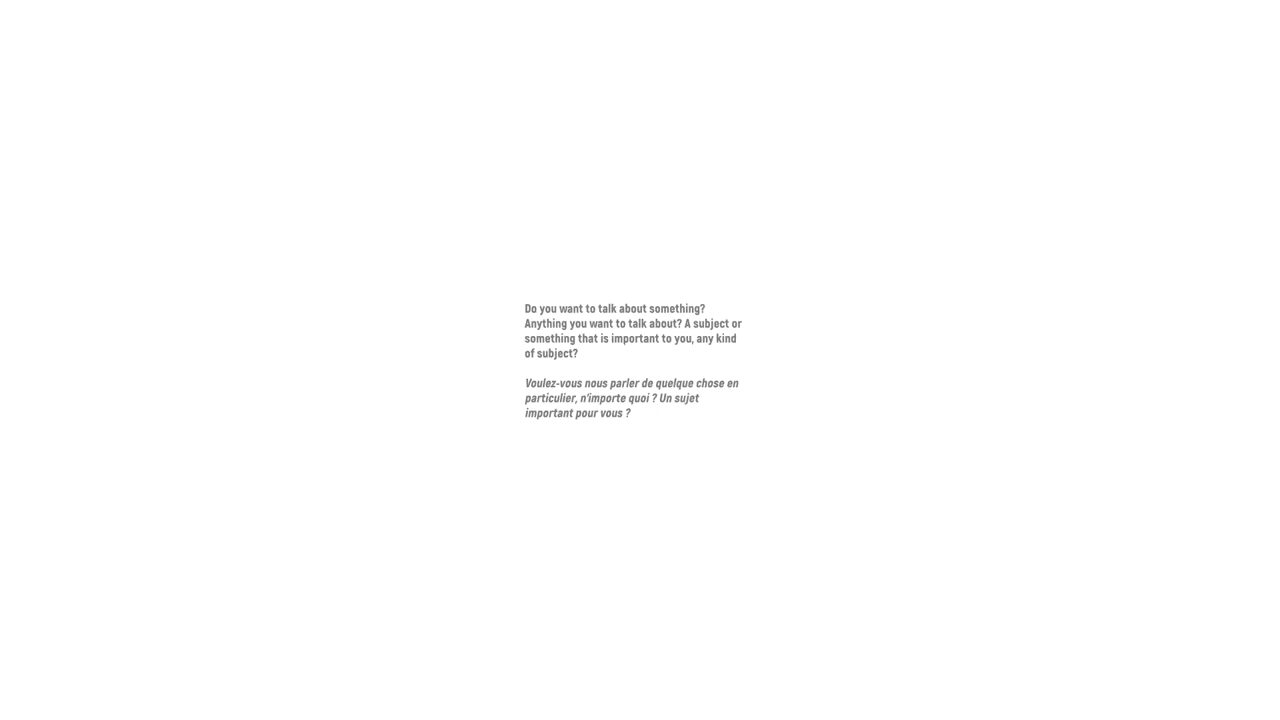 Do you want to talk about something?
Anything you want to talk about? A subject or
something that is important to you, any kind
of subject?
Voulez-vous nous parler de quelque chose en
particulier, n'importe quoi ? Un sujet
important pour vous ?